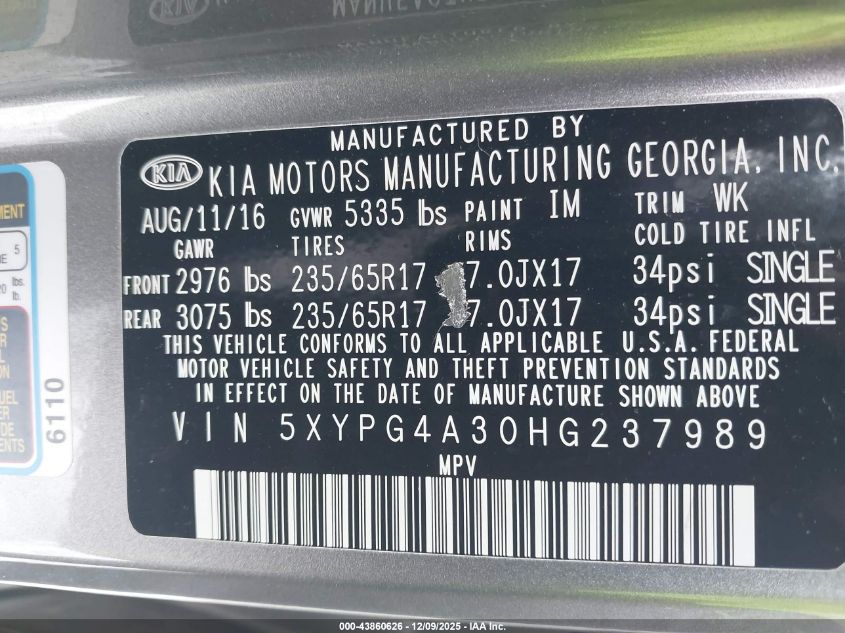 MANUFACTURED BY
KIA KIA MOTORS MANUFACTURING GEORGIA, INC.
AUG/11/16 GVWR 5335 lbs PAINT IM TRIM WK
GAWR TIRES RIMS COLD TIRE INFL
FRONT 2976 lbs 235/65R17 7.0JX17 34psi SINGLE
REAR 3075 lbs 235/65R17 7.0JX17 34psi SINGLE
THIS VEHICLE CONFORMS TO ALL APPLICABLE U.S.A. FEDERAL
MOTOR VEHICLE SAFETY AND THEFT PREVENTION STANDARDS
IN EFFECT ON THE DATE OF MANUFACTURE SHOWN ABOVE
VIN 5XYPG4A30HG237989
MPV
5
lbs.
6110
000-43860626 - 12/09/2025 - IAA Inc.